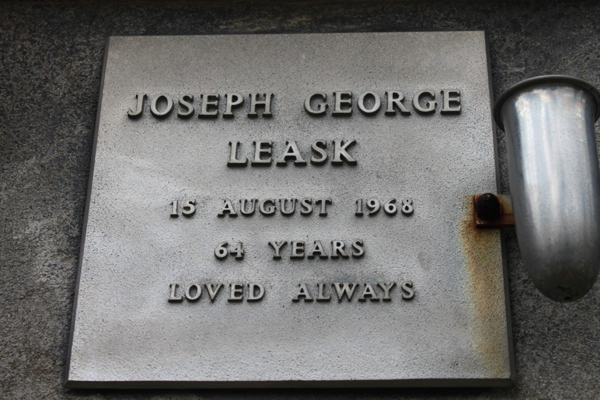 JOSEPH GEORGE
LEASK
15 AUGUST 1968
64 YEARS
LOVED ALWAYS